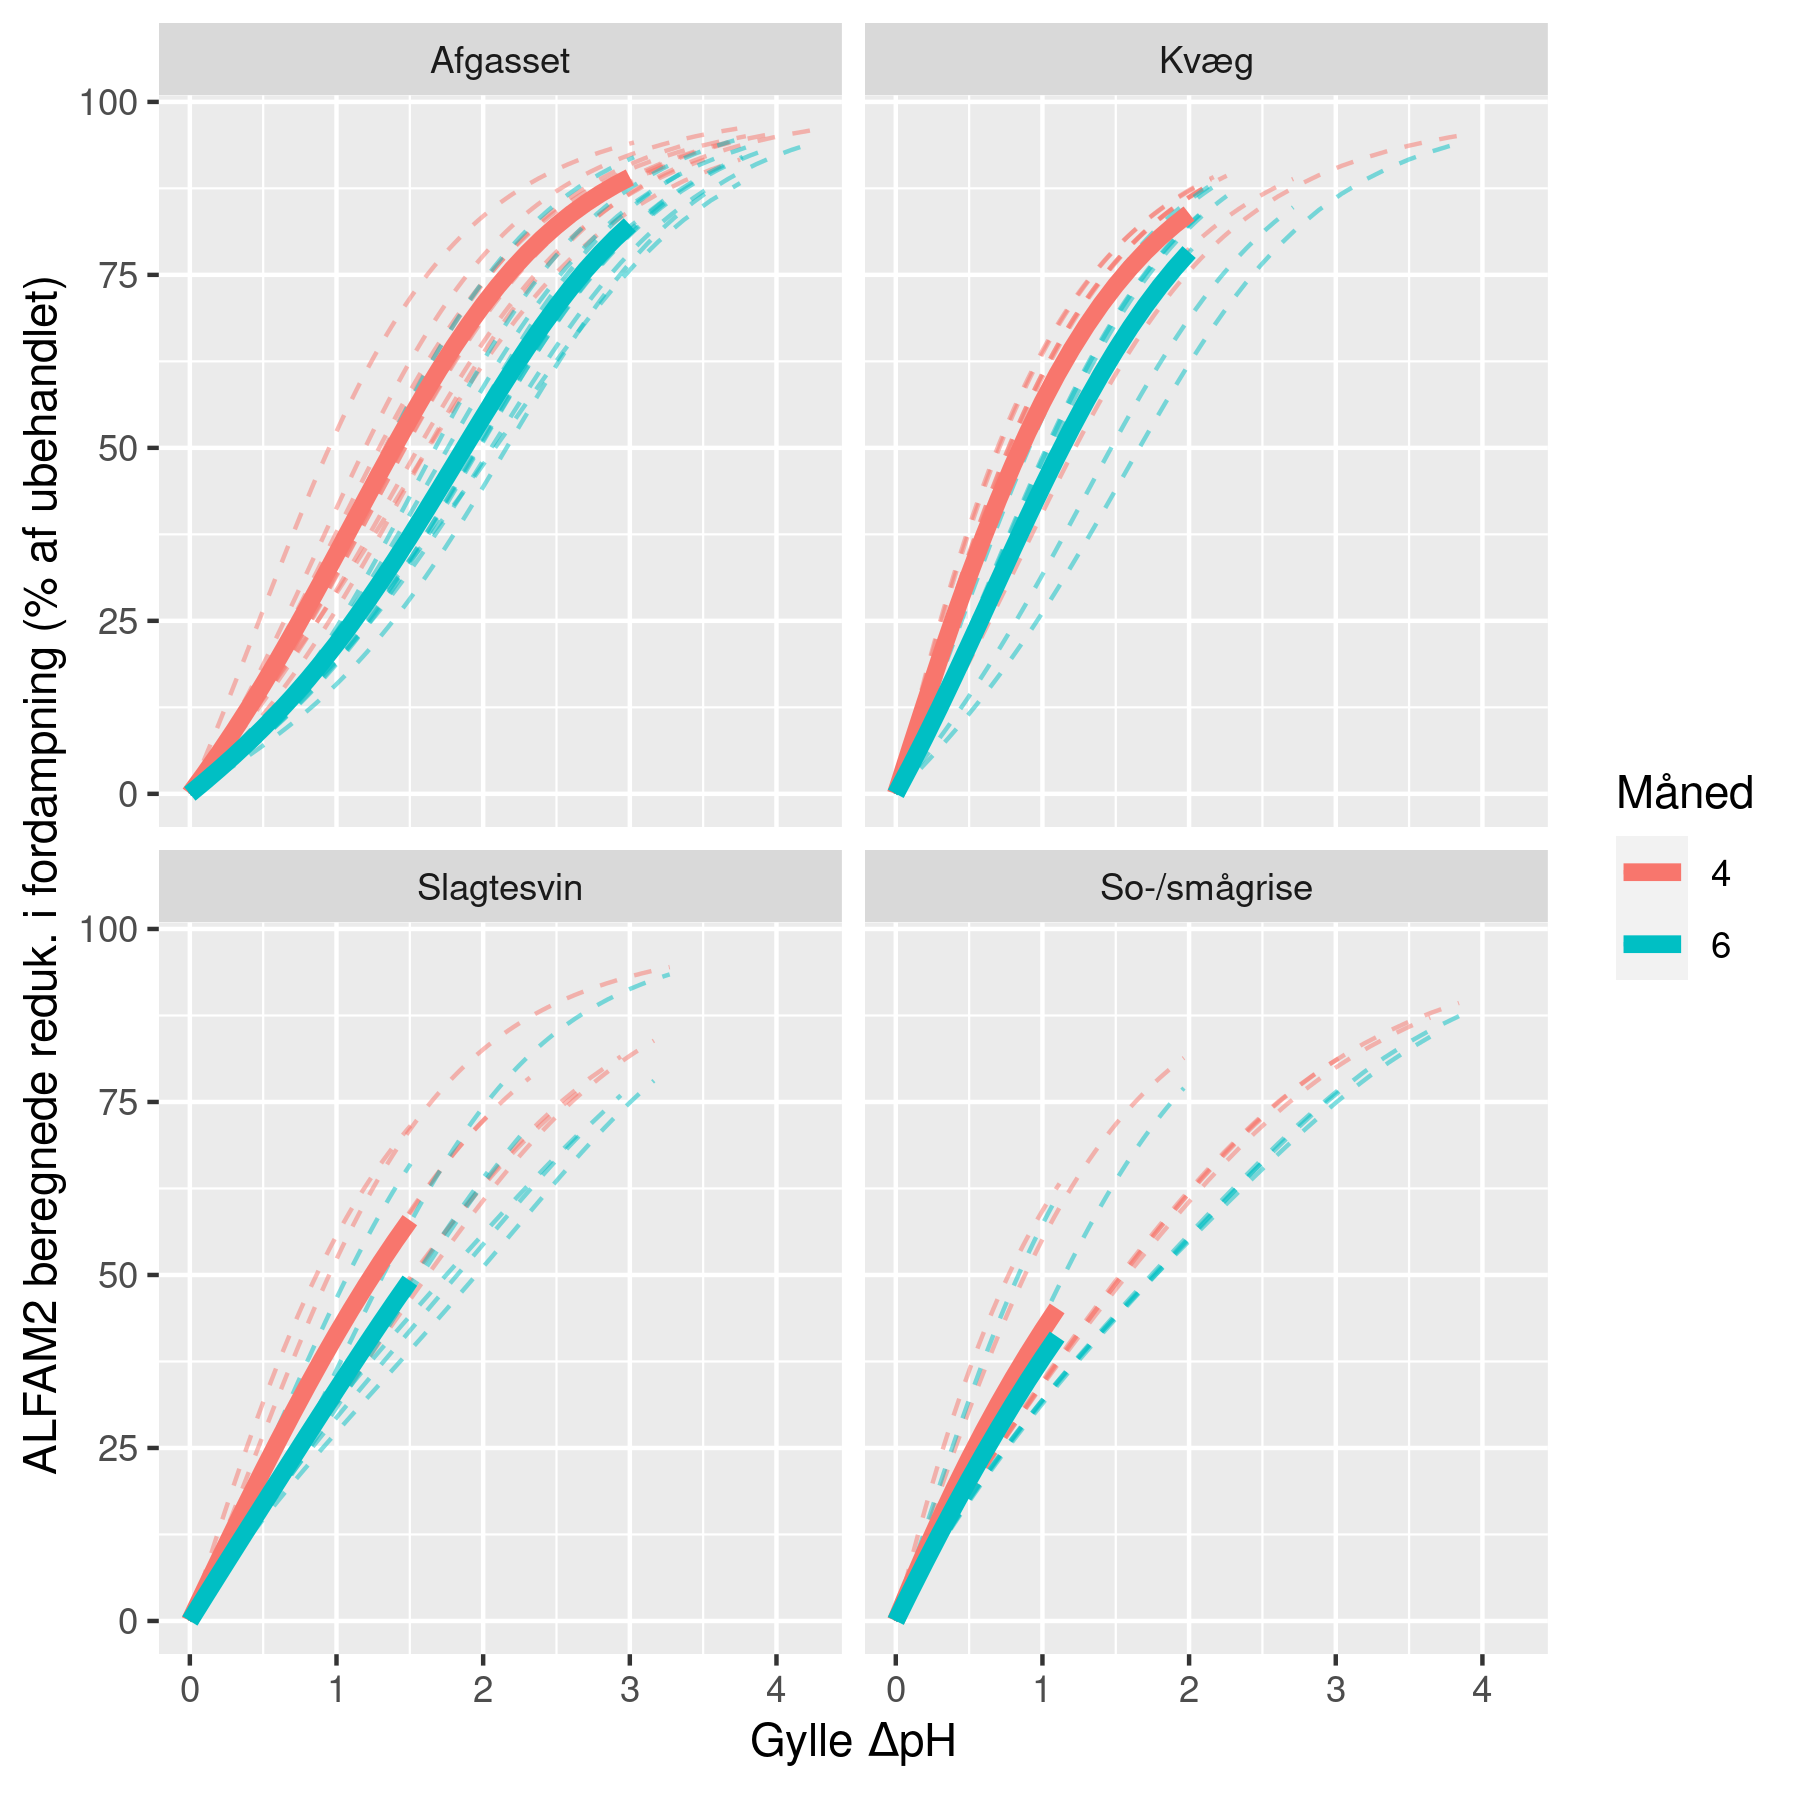 Afgasset
Kvæg
100
75
50
25
0
Slagtesvin
So-/smågrise
100
75
50
25
0
0 1 2 3 4
0 1 2 3 4
Gylle ΔpH
ALFAM2 beregnede reduk. i fordampning (% af ubehandlet)
Måned
4
6